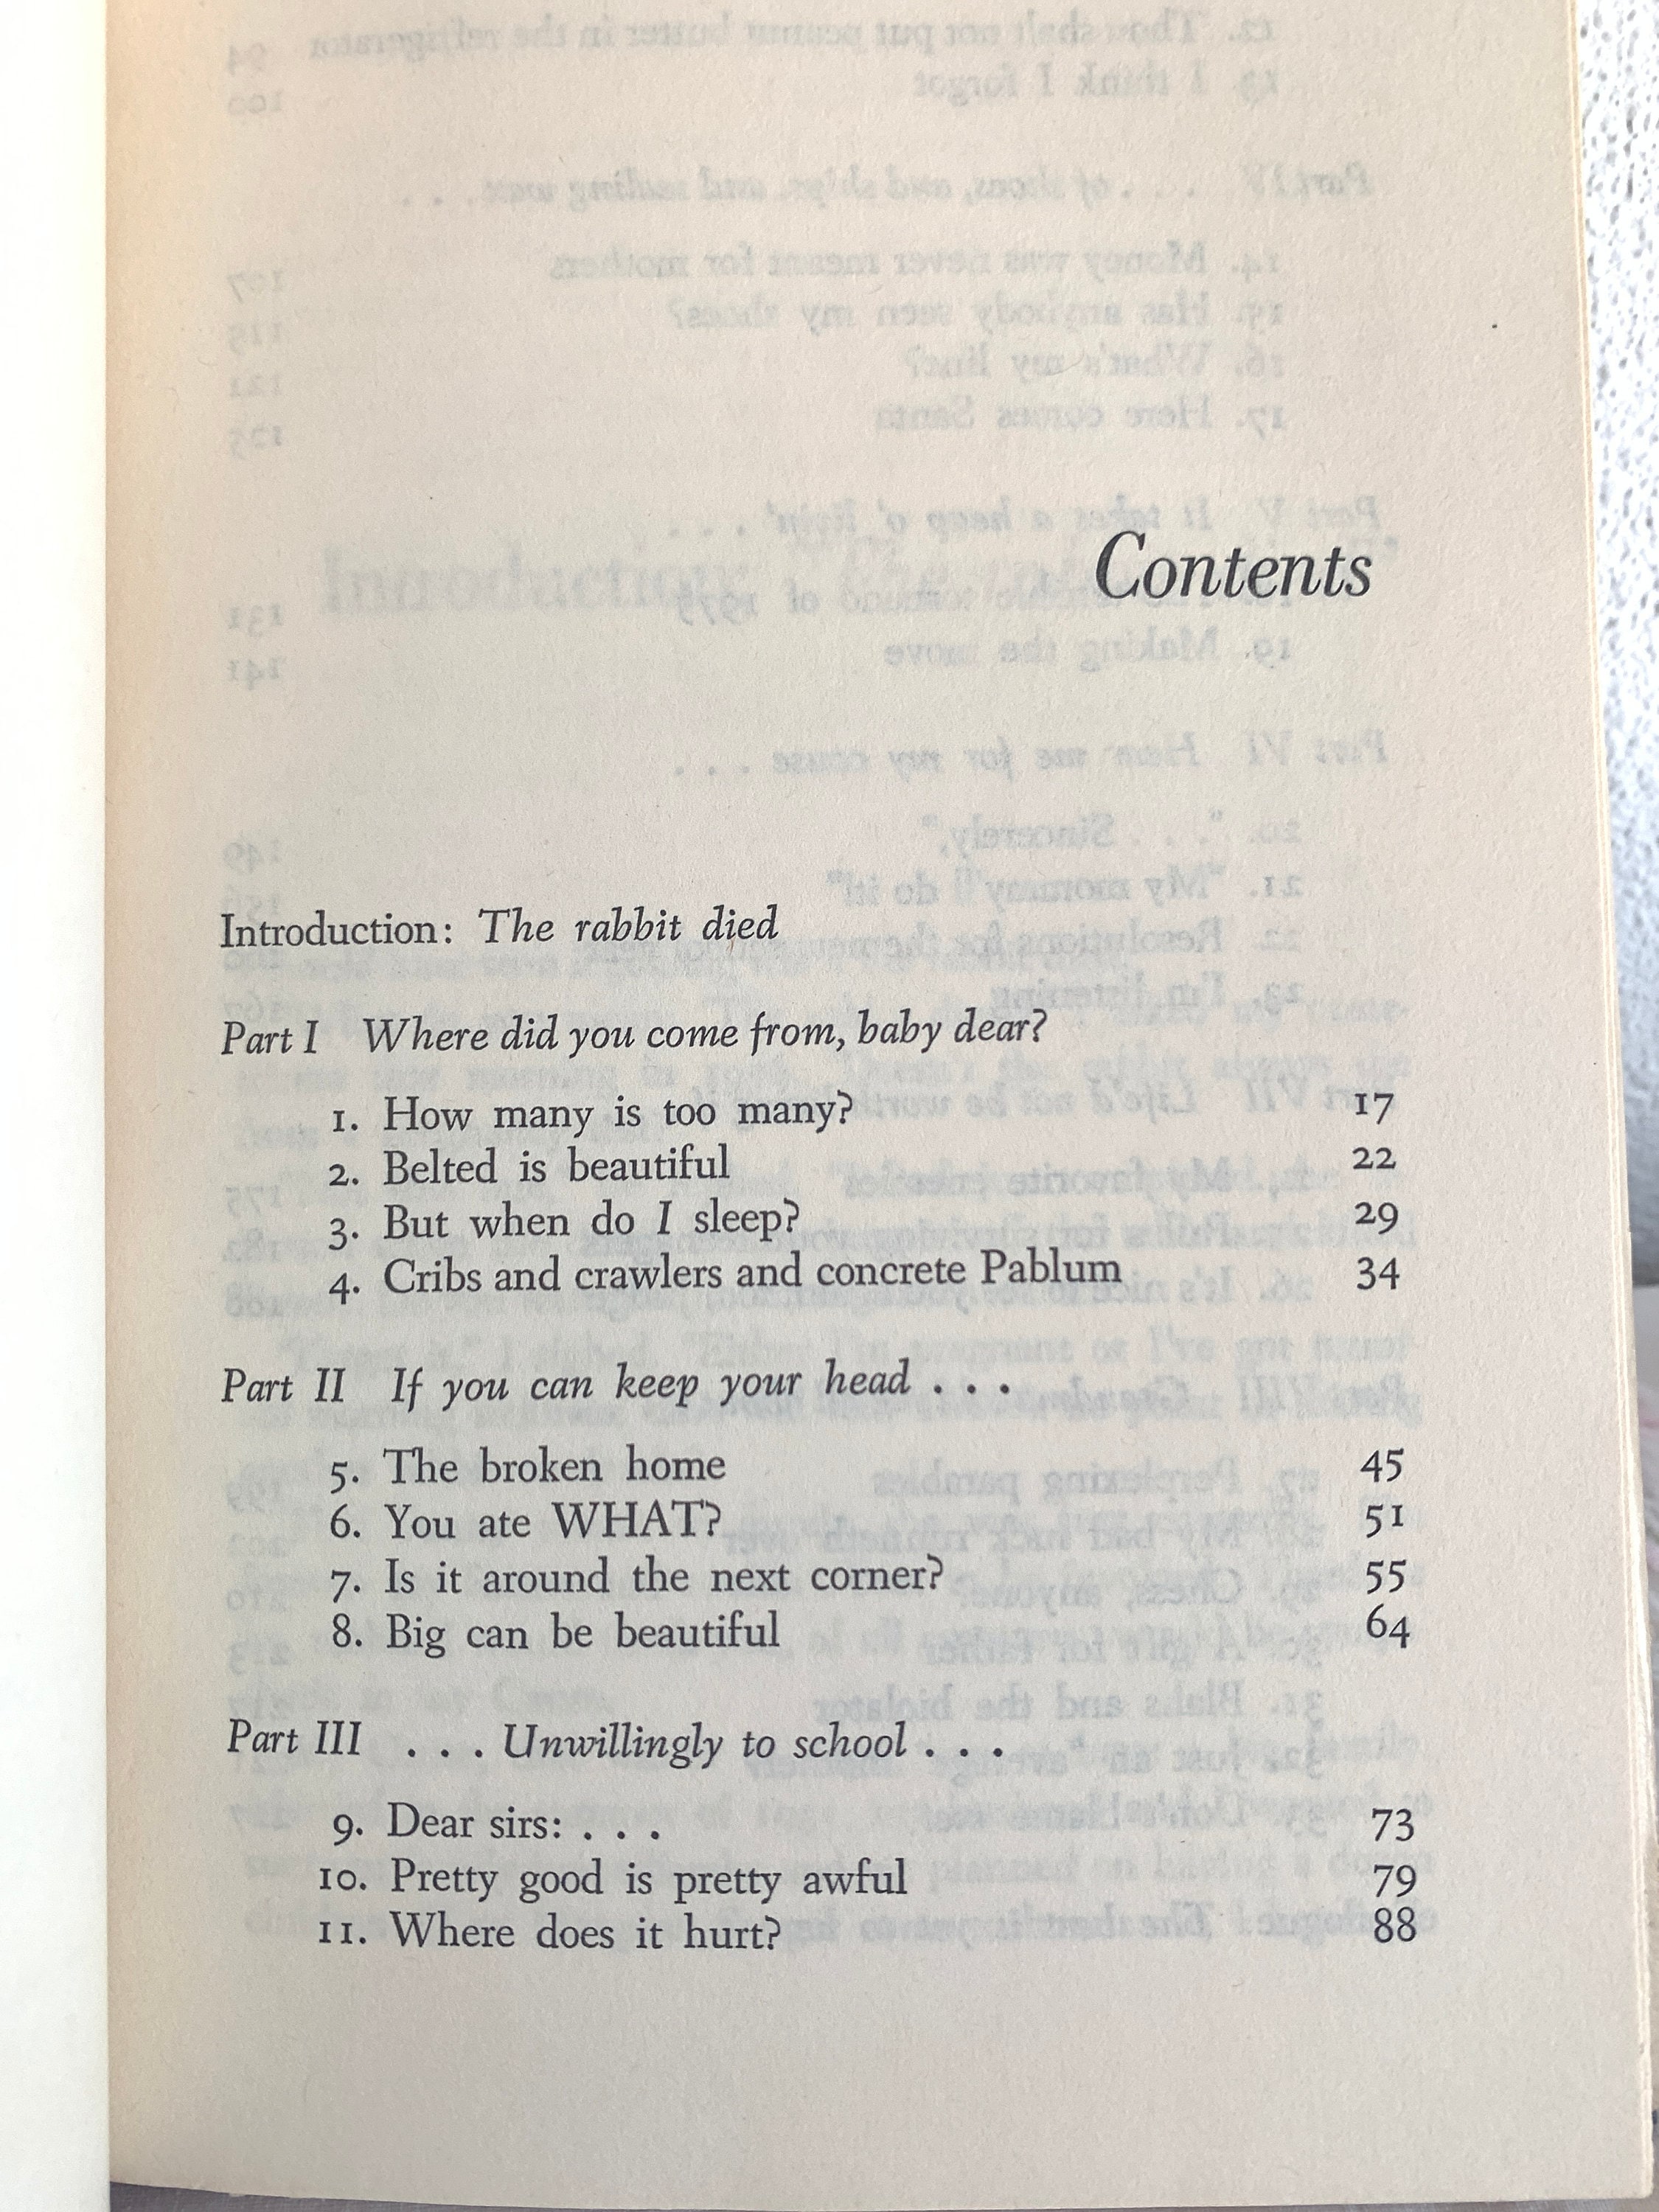 Contents
Introduction: The rabbit died
Part I Where did you come from, baby dear?
1. How many is too many? 17
2. Belted is beautiful 22
3. But when do I sleep? 29
4. Cribs and crawlers and concrete Pablum 34
Part II If you can keep your head . . .
5. The broken home 45
6. You ate WHAT? 51
7. Is it around the next corner? 55
8. Big can be beautiful 64
Part III . . . Unwillingly to school . . .
9. Dear sirs: . . . 73
10. Pretty good is pretty awful 79
11. Where does it hurt? 88